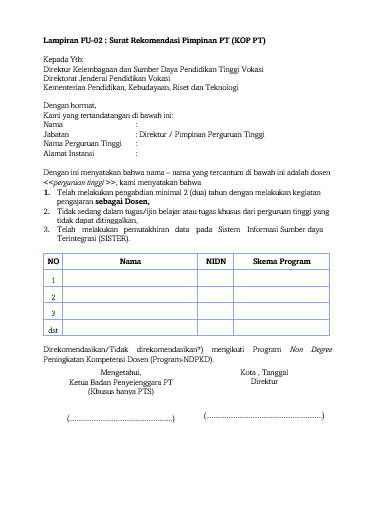 Lampiran FU-02 : Surat Rekomendasi Pimpinan PT (KOP PT)
Kepada Yth:
Direktur Kelembagaan dan Sumber Daya Pendidikan Tinggi Vokasi
Direktorat Jenderal Pendidikan Vokasi
Kementerian Pendidikan, Kebudayaan, Riset dan Teknologi
Dengan hormat,
Kami yang tertandatangan di bawah ini:
Nama :
Jabatan : Direktur / Pimpinan Perguruan Tinggi
Nama Perguruan Tinggi :
Alamat Instansi :
Dengan ini menyatakan bahwa nama – nama yang tercantum di bawah ini adalah dosen
<<perguruan tinggi >>, kami menyatakan bahwa
1. Telah melakukan pengabdian minimal 2 (dua) tahun dengan melakukan kegiatan
pengajaran sebagai Dosen,
2. Tidak sedang dalam tugas/ijin belajar atau tugas khusus dari perguruan tinggi yang
tidak dapat ditinggalkan,
3. Telah melakukan pemutakhiran data pada Sistem Informasi Sumber daya
Terintegrasi (SISTER).
NO Nama NIDN Skema Program
1
2
3
dst
Direkomendasikan/Tidak direkomendasikan*) mengikuti Program Non Degree
Peningkatan Kompetensi Dosen (Program-NDPKD).
Mengetahui, Kota , Tanggal
Ketua Badan Penyelenggara PT Direktur
(Khusus hanya PTS)
(......................................................) (............................................................)